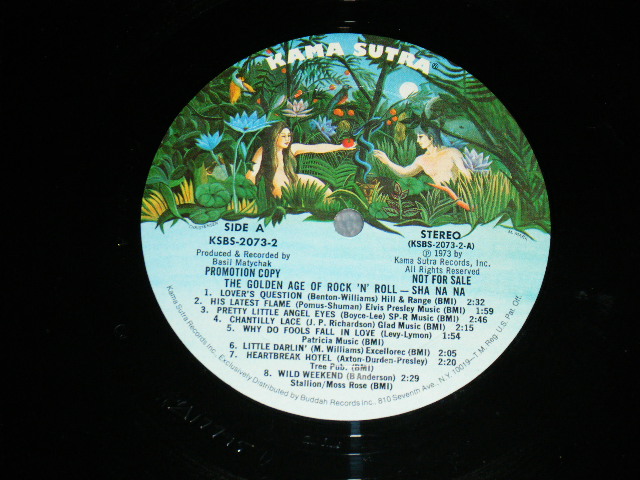 KAMA SUTRA®
CHRISTENSEN
M. HARA
SIDE A
KSBS-2073-2
Produced & Recorded by
Basil Matychak
PROMOTION COPY
STEREO
(KSBS-2073-2-A)
℗ 1973 by
Kama Sutra Records, Inc.
All Rights Reserved
NOT FOR SALE
THE GOLDEN AGE OF ROCK 'N' ROLL — SHA NA NA
1. LOVER'S QUESTION (Benton-Williams) Hill & Range (BMI) 2:32
2. HIS LATEST FLAME (Pomus-Shuman) Elvis Presley Music (BMI) 1:59
3. PRETTY LITTLE ANGEL EYES (Boyce-Lee) SP-R Music (BMI) 2:33
4. CHANTILLY LACE (J. P. Richardson) Glad Music (BMI)
5. WHY DO FOOLS FALL IN LOVE (Levy-Lymon) 1:54
Patricia Music (BMI)
6. LITTLE DARLIN' (M. Williams) Excellorec (BMI) 2:05
7. HEARTBREAK HOTEL (Axton-Durden-Presley) 2:20
Tree Pub. (BMI)
8. WILD WEEKEND (B Anderson) 2:29
Stallion/Moss Rose (BMI)
Kama Sutra Records Inc. Exclusively Distributed by Buddah Records Inc. 810 Seventh Ave., N.Y. 10019—T.M. Reg. U.S. Pat. Off.